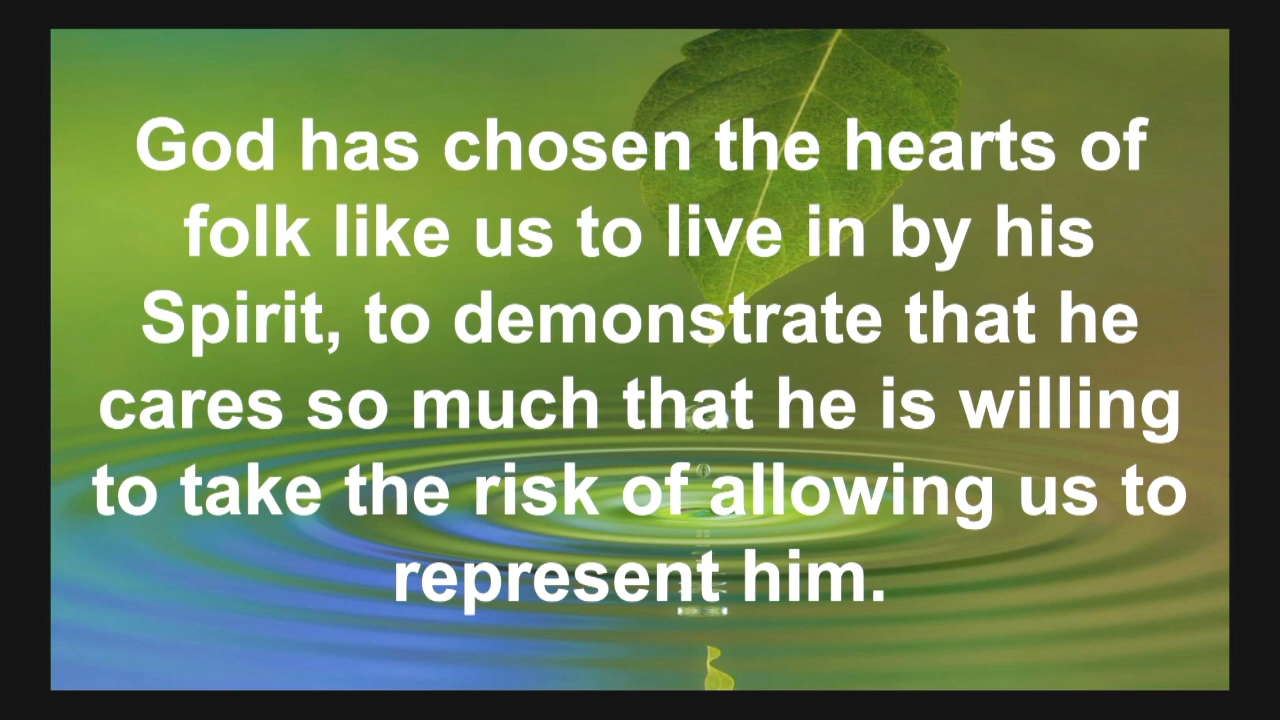 God has chosen the hearts of
folk like us to live in by his
Spirit, to demonstrate that he
cares so much that he is willing
to take the risk of allowing us to
represent him.